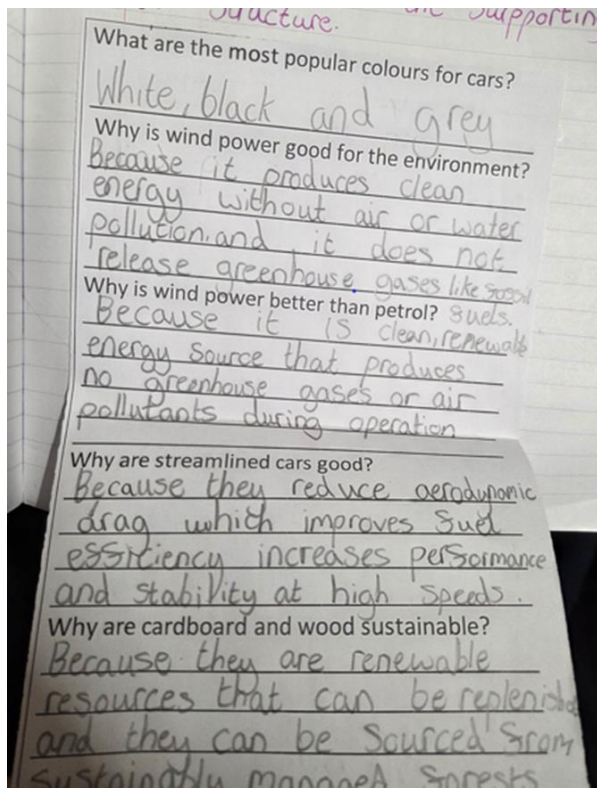 structure. supporting
What are the most popular colours for cars?
White, black and grey
Why is wind power good for the environment?
Because it produces clean
energy without air or water
pollution.and it does not
release greenhouse gases like fossil
fuels.
Why is wind power better than petrol?
Because it is clean, renewable
energy source that produces
no greenhouse gases or air
pollutants during operation
Why are streamlined cars good?
Because they reduce aerodynamic
drag which improves fuel
efficiency increases performance
and stability at high speeds.
Why are cardboard and wood sustainable?
Because they are renewable
resources that can be replenished
and they can be sourced from
sustainably managed forests